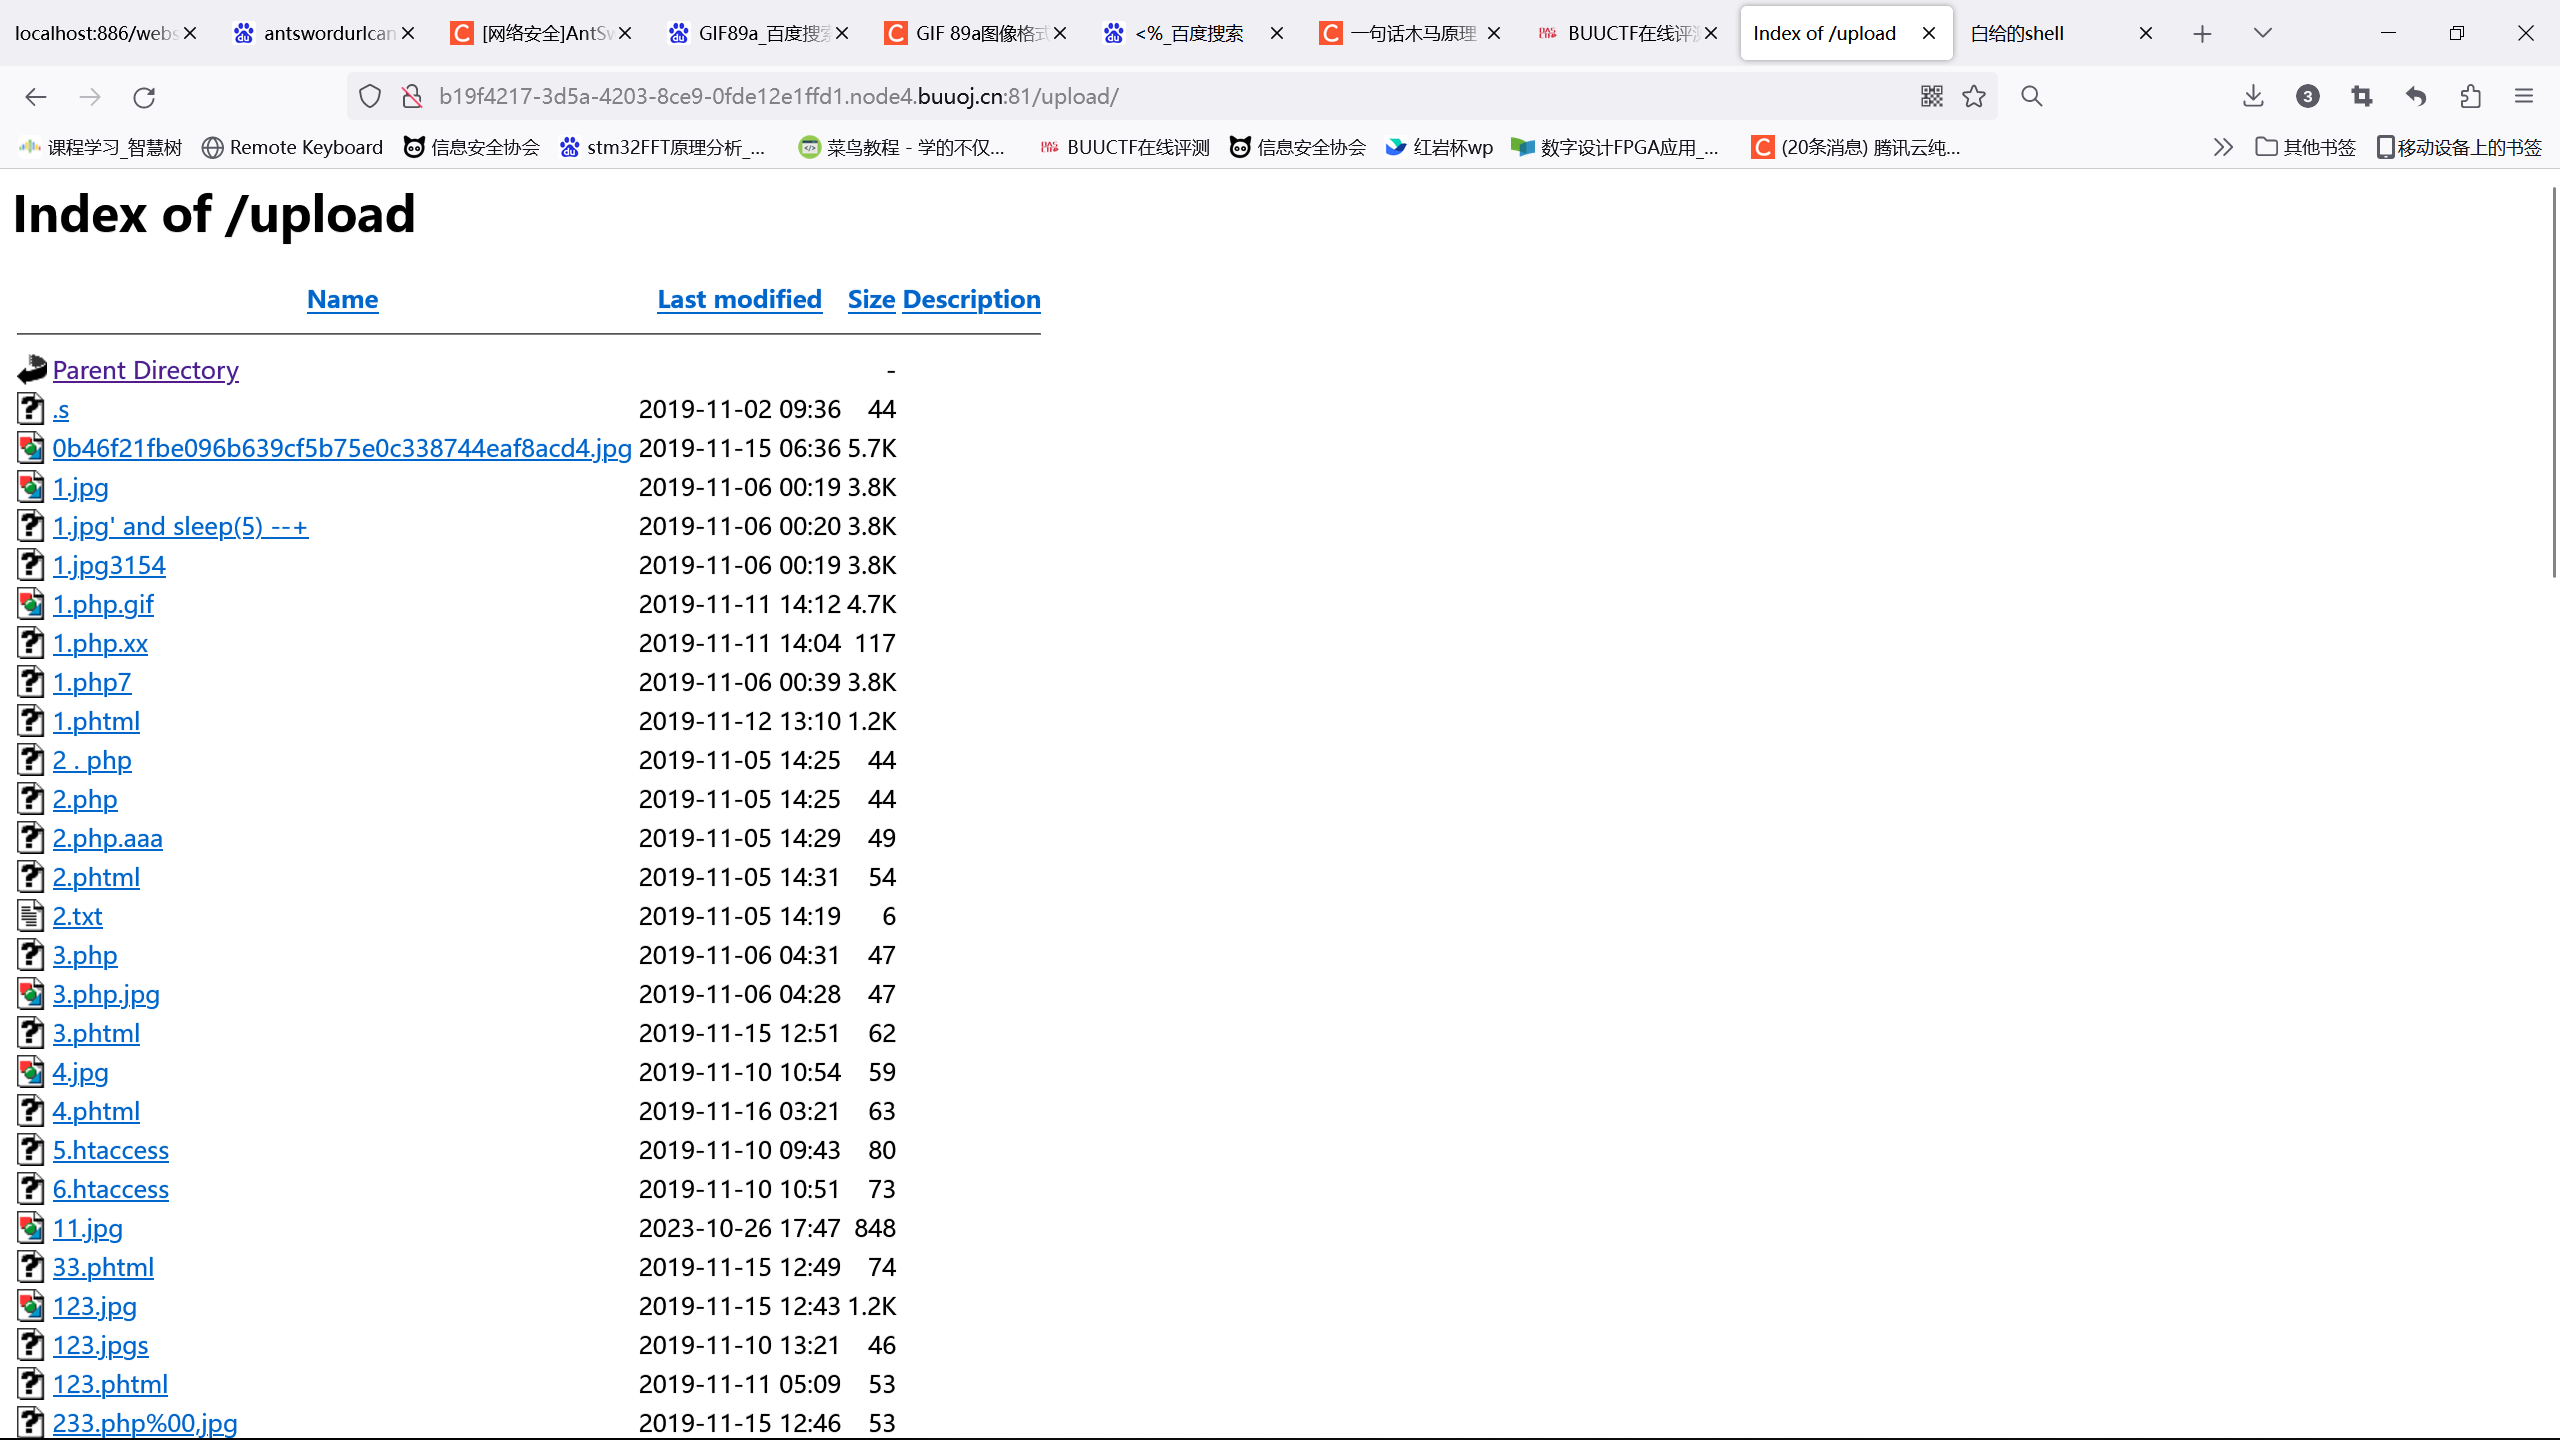 localhost:886/webs antswordurlcan [网络安全]AntSw GIF89a_百度搜索 GIF 89a图像格式 <%_百度搜索 一句话木马原理 BUUCTF在线评测 Index of /upload 白给的shell
b19f4217-3d5a-4203-8ce9-0fde12e1ffd1.node4.buuoj.cn:81/upload/ 3
课程学习_智慧树 Remote Keyboard 信息安全协会 stm32FFT原理分析_... 菜鸟教程 - 学的不仅... BUUCTF在线评测 信息安全协会 红岩杯wp 数字设计FPGA应用_... (20条消息) 腾讯云纯... 其他书签 移动设备上的书签
Index of /upload
Name Last modified Size Description
Parent Directory -
.s 2019-11-02 09:36 44
0b46f21fbe096b639cf5b75e0c338744eaf8acd4.jpg 2019-11-15 06:36 5.7K
1.jpg 2019-11-06 00:19 3.8K
1.jpg' and sleep(5) --+ 2019-11-06 00:20 3.8K
1.jpg3154 2019-11-06 00:19 3.8K
1.php.gif 2019-11-11 14:12 4.7K
1.php.xx 2019-11-11 14:04 117
1.php7 2019-11-06 00:39 3.8K
1.phtml 2019-11-12 13:10 1.2K
2 . php 2019-11-05 14:25 44
2.php 2019-11-05 14:25 44
2.php.aaa 2019-11-05 14:29 49
2.phtml 2019-11-05 14:31 54
2.txt 2019-11-05 14:19 6
3.php 2019-11-06 04:31 47
3.php.jpg 2019-11-06 04:28 47
3.phtml 2019-11-15 12:51 62
4.jpg 2019-11-10 10:54 59
4.phtml 2019-11-16 03:21 63
5.htaccess 2019-11-10 09:43 80
6.htaccess 2019-11-10 10:51 73
11.jpg 2023-10-26 17:47 848
33.phtml 2019-11-15 12:49 74
123.jpg 2019-11-15 12:43 1.2K
123.jpgs 2019-11-10 13:21 46
123.phtml 2019-11-11 05:09 53
233.php%00,jpg 2019-11-15 12:46 53